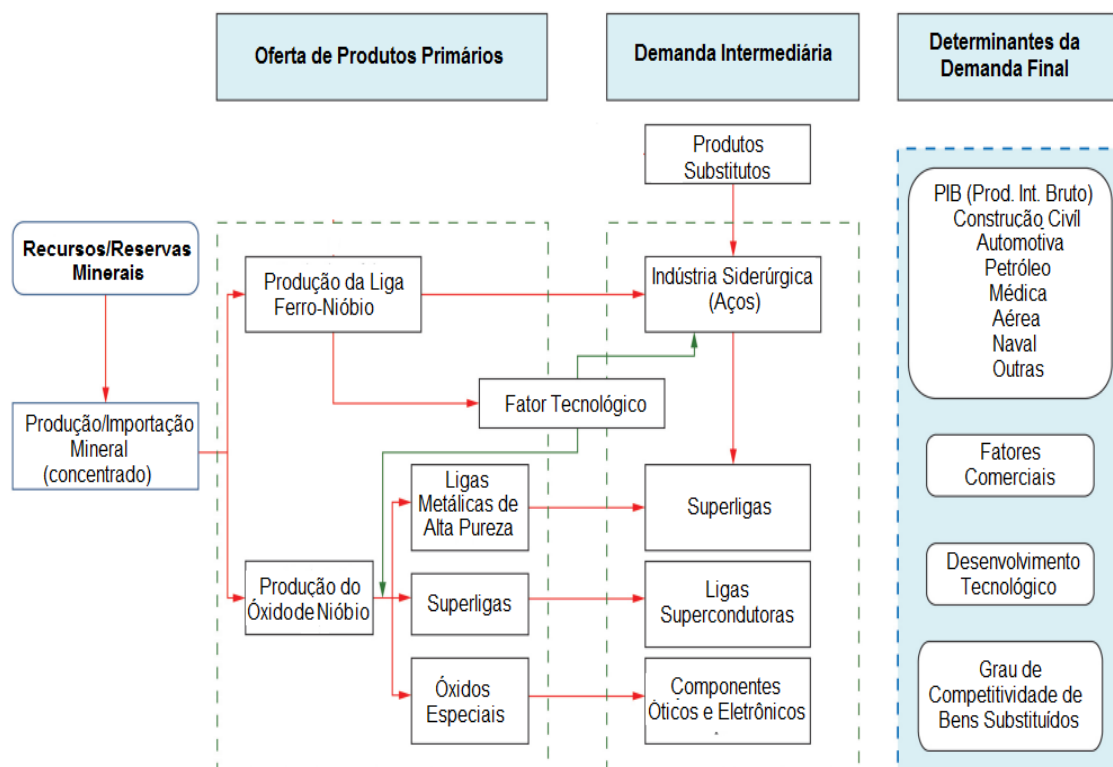 Oferta de Produtos Primários
Demanda Intermediária
Determinantes da
Demanda Final
Produtos
Substitutos
PIB (Prod. Int. Bruto)
Construção Civíl
Automotiva
Petróleo
Médica
Aérea
Naval
Outras
Recursos/Reservas
Minerais
Produção da Liga
Ferro-Nióbio
Indústria Siderúrgica
(Aços)
Fator Tecnológico
Produção/Importação
Mineral
(concentrado)
Fatores
Comerciais
Ligas
Metálicas de
Alta Pureza
Superligas
Desenvolvimento
Tecnológico
Produção do
Óxido de Nióbio
Superligas
Ligas
Supercondutoras
Óxidos
Especiais
Componentes
Óticos e Eletrônicos
Grau de
Competitividade de
Bens Substituídos